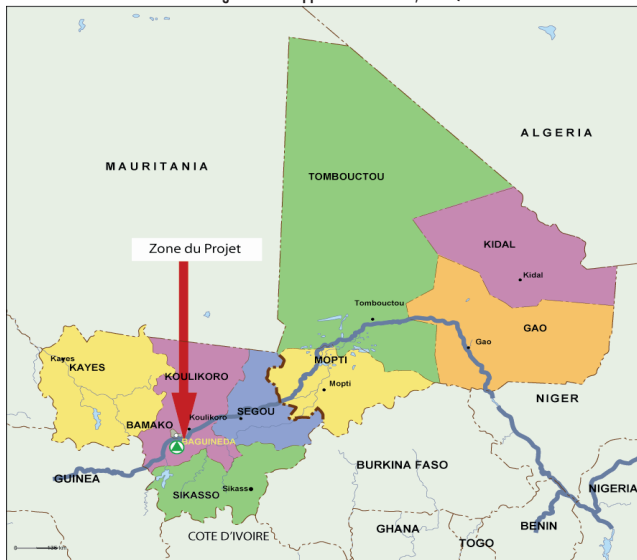 ALGERIA
MAURITANIA
TOMBOUCTOU
KIDAL
Zone du Projet
Kidal
Tombouctou
GAO
Gao
Kayes
KAYES
KOULIKORO
MOPTI
Mopti
NIGER
SEGOU
Koulikoro
BAMAKO
BAGUINEDA
BURKINA FASO
GUINEA
SIKASSO
Sikasso
NIGERIA
COTE D'IVOIRE
GHANA
BENIN
TOGO